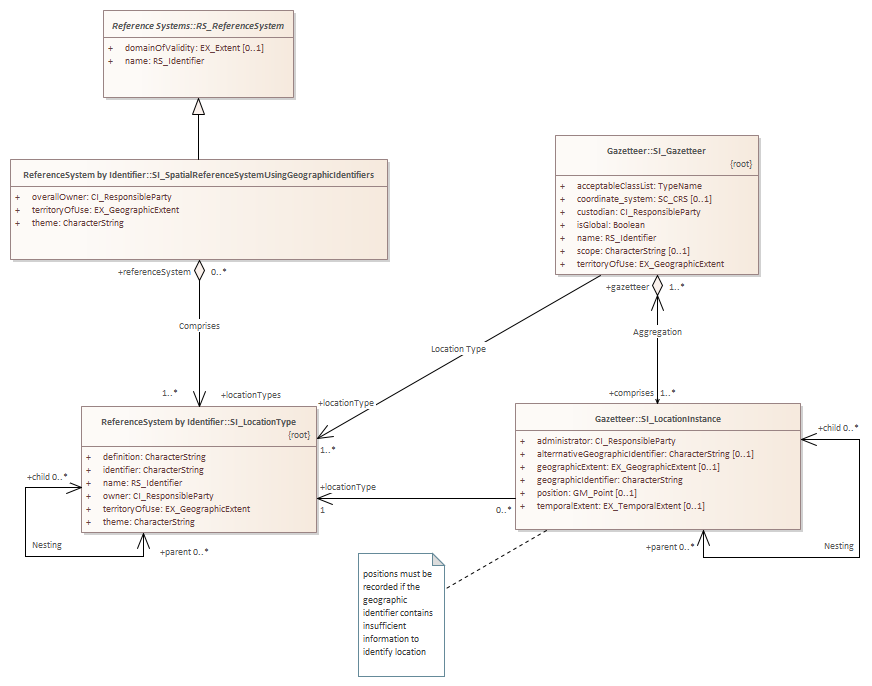 Reference Systems::RS_ReferenceSystem
+ domainOfValidity: EX_Extent [0..1]
+ name: RS_Identifier
ReferenceSystem by Identifier::SI_SpatialReferenceSystemUsingGeographicIdentifiers
+ overallOwner: CI_ResponsibleParty
+ territoryOfUse: EX_GeographicExtent
+ theme: CharacterString
Gazetteer::SI_Gazetteer
{root}
+ acceptableClassList: TypeName
+ coordinate_system: SC_CRS [0..1]
+ custodian: CI_ResponsibleParty
+ isGlobal: Boolean
+ name: RS_Identifier
+ scope: CharacterString [0..1]
+ territoryOfUse: EX_GeographicExtent
+referenceSystem 0..*
Comprises
1..* +locationTypes
+gazetteer 1..*
Aggregation
+comprises 1..*
Location Type
+locationType
1..*
ReferenceSystem by Identifier::SI_LocationType
{root}
+ definition: CharacterString
+ identifier: CharacterString
+ name: RS_Identifier
+ owner: CI_ResponsibleParty
+ territoryOfUse: EX_GeographicExtent
+ theme: CharacterString
+child 0..*
Nesting
+parent 0..*
+locationType
1
0..*
Gazetteer::SI_LocationInstance
+ administrator: CI_ResponsibleParty
+ alterrnativeGeographicIdentifier: CharacterString [0..1]
+ geographicExtent: EX_GeographicExtent [0..1]
+ geographicIdentifier: CharacterString
+ position: GM_Point [0..1]
+ temporalExtent: EX_TemporalExtent [0..1]
+child 0..*
+parent 0..*
Nesting
positions must be
recorded if the
geographic
identifier contains
insufficient
information to
identify location